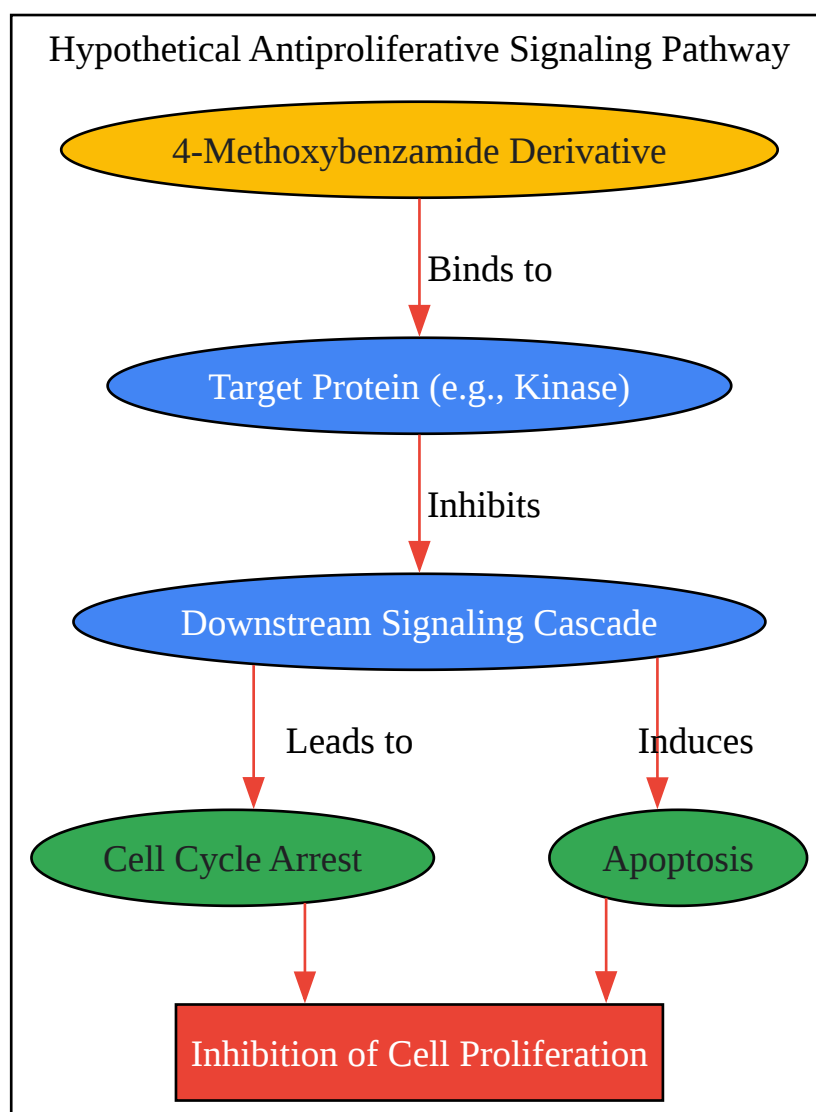 Hypothetical Antiproliferative Signaling Pathway
4-Methoxybenzamide Derivative
Binds to
Target Protein (e.g., Kinase)
Inhibits
Downstream Signaling Cascade
Leads to
Induces
Cell Cycle Arrest
Apoptosis
Inhibition of Cell Proliferation